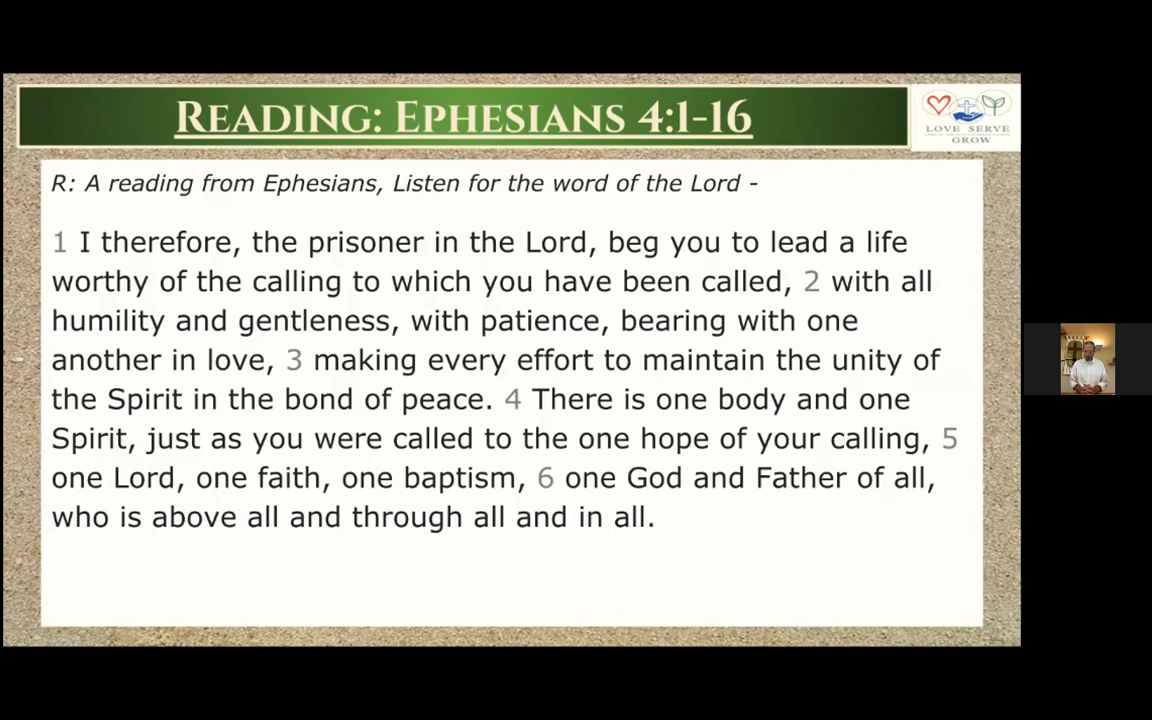 READING: EPHESIANS 4:1-16
LOVE SERVE
GROW
R: A reading from Ephesians, Listen for the word of the Lord -
1 I therefore, the prisoner in the Lord, beg you to lead a life
worthy of the calling to which you have been called, 2 with all
humility and gentleness, with patience, bearing with one
another in love, 3 making every effort to maintain the unity of
the Spirit in the bond of peace. 4 There is one body and one
Spirit, just as you were called to the one hope of your calling, 5
one Lord, one faith, one baptism, 6 one God and Father of all,
who is above all and through all and in all.